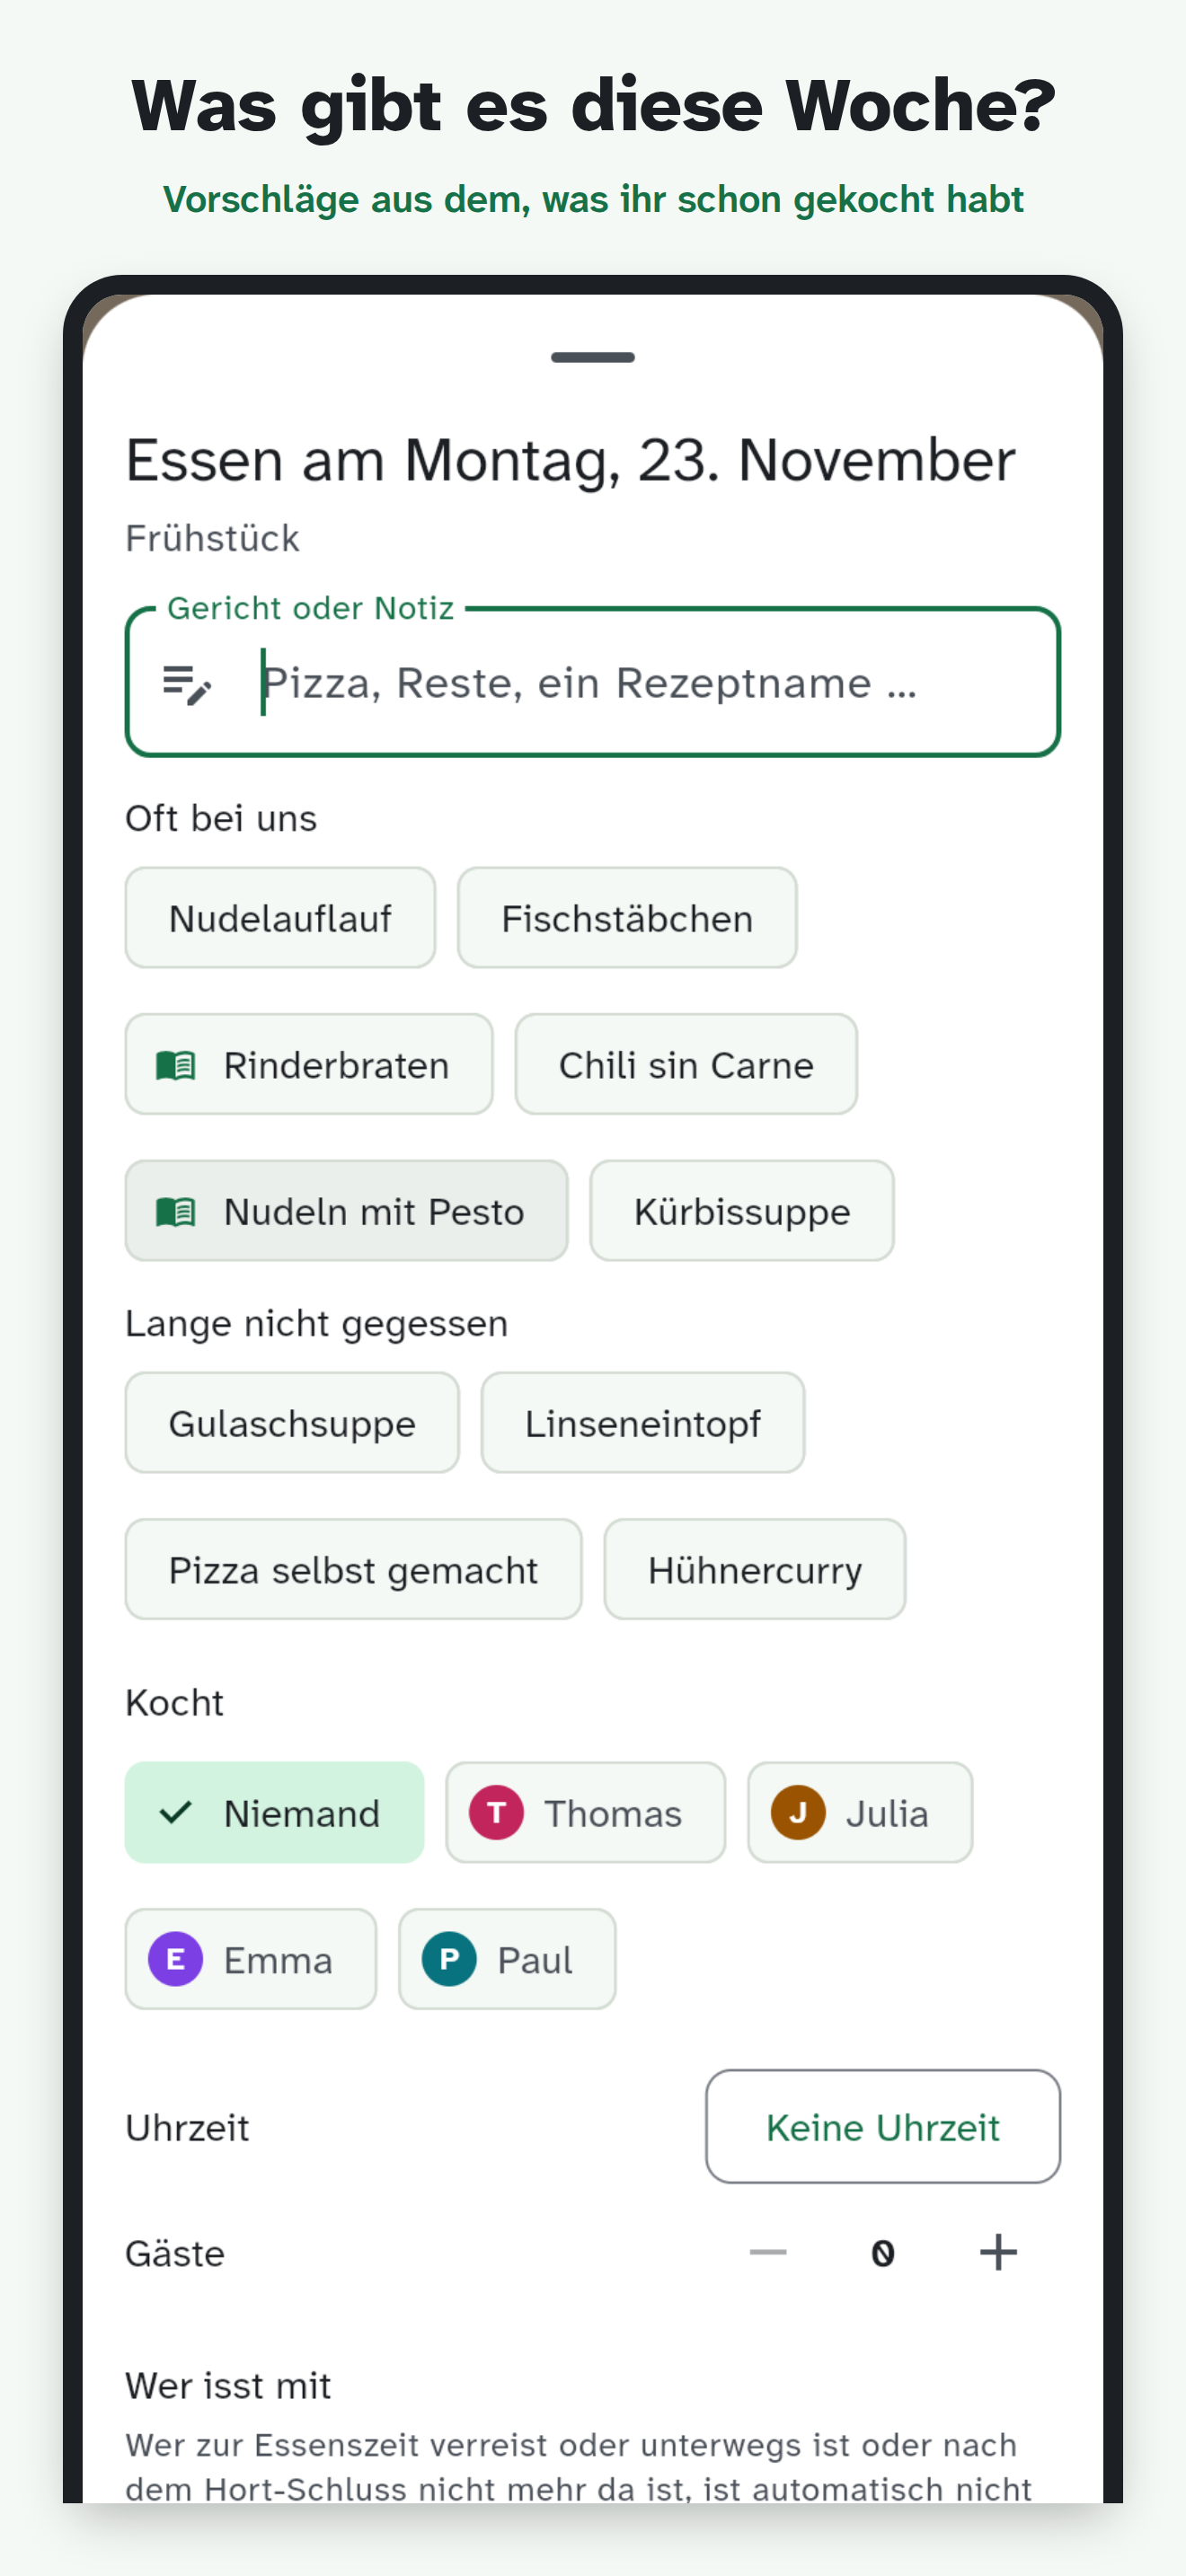 Was gibt es diese Woche?
Vorschläge aus dem, was ihr schon gekocht habt
Essen am Montag, 23. November
Frühstück
Gericht oder Notiz
Pizza, Reste, ein Rezeptname ...
Oft bei uns
Nudelauflauf Fischstäbchen
Rinderbraten Chili sin Carne
Nudeln mit Pesto Kürbissuppe
Lange nicht gegessen
Gulaschsuppe Linseneintopf
Pizza selbst gemacht Hühnercurry
Kocht
Niemand T Thomas J Julia
E Emma P Paul
Uhrzeit Keine Uhrzeit
Gäste 0
Wer isst mit
Wer zur Essenszeit verreist oder unterwegs ist oder nach
dem Hort-Schluss nicht mehr da ist, ist automatisch nicht